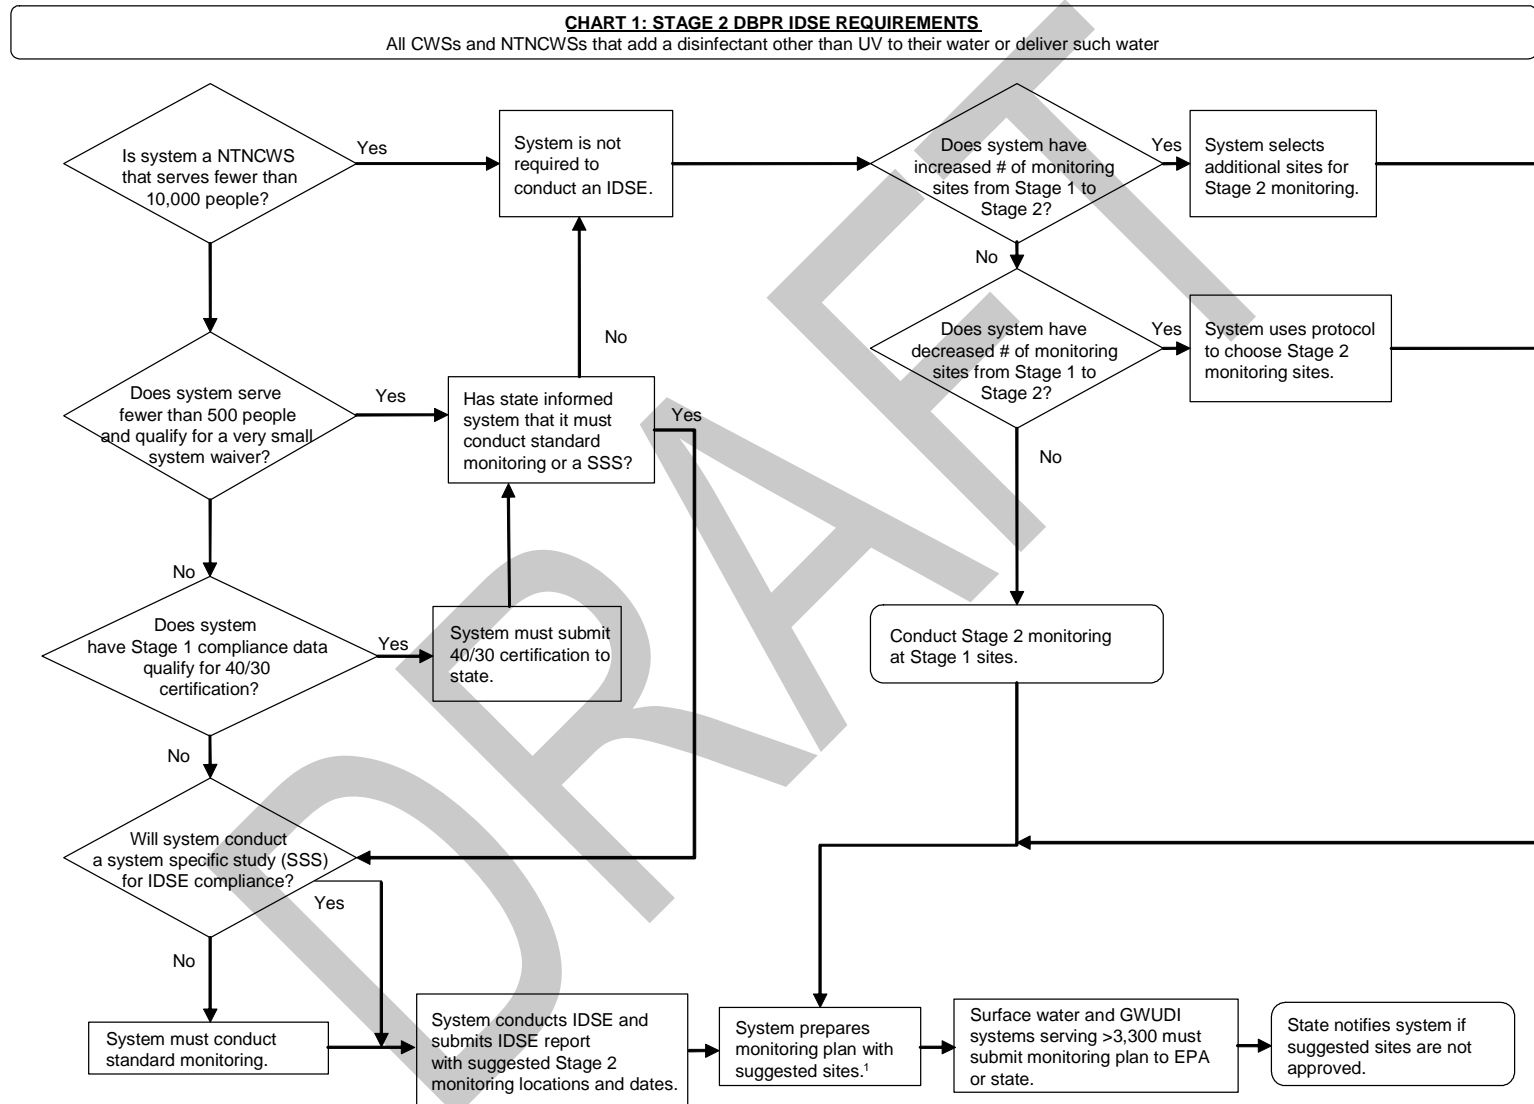 CHART 1: STAGE 2 DBPR IDSE REQUIREMENTS
All CWSs and NTNCWSs that add a disinfectant other than UV to their water or deliver such water
Is system a NTNCWS
that serves fewer than
10,000 people?
Yes
System is not
required to
conduct an IDSE.
Does system have
increased # of monitoring
sites from Stage 1 to
Stage 2?
Yes
System selects
additional sites for
Stage 2 monitoring.
No
Does system have
decreased # of monitoring
sites from Stage 1 to
Stage 2?
Yes
System uses protocol
to choose Stage 2
monitoring sites.
No
No
Does system serve
fewer than 500 people
and qualify for a very small
system waiver?
Yes
Has state informed
system that it must
conduct standard
monitoring or a SSS?
Yes
No
Does system
have Stage 1 compliance data
qualify for 40/30
certification?
Yes
System must submit
40/30 certification to
state.
Conduct Stage 2 monitoring
at Stage 1 sites.
No
Will system conduct
a system specific study (SSS)
for IDSE compliance?
Yes
No
System must conduct
standard monitoring.
System conducts IDSE and
submits IDSE report
with suggested Stage 2
monitoring locations and dates.
System prepares
monitoring plan with
suggested sites.¹
Surface water and GWUDI
systems serving >3,300 must
submit monitoring plan to EPA
or state.
State notifies system if
suggested sites are not
approved.
DRAFT